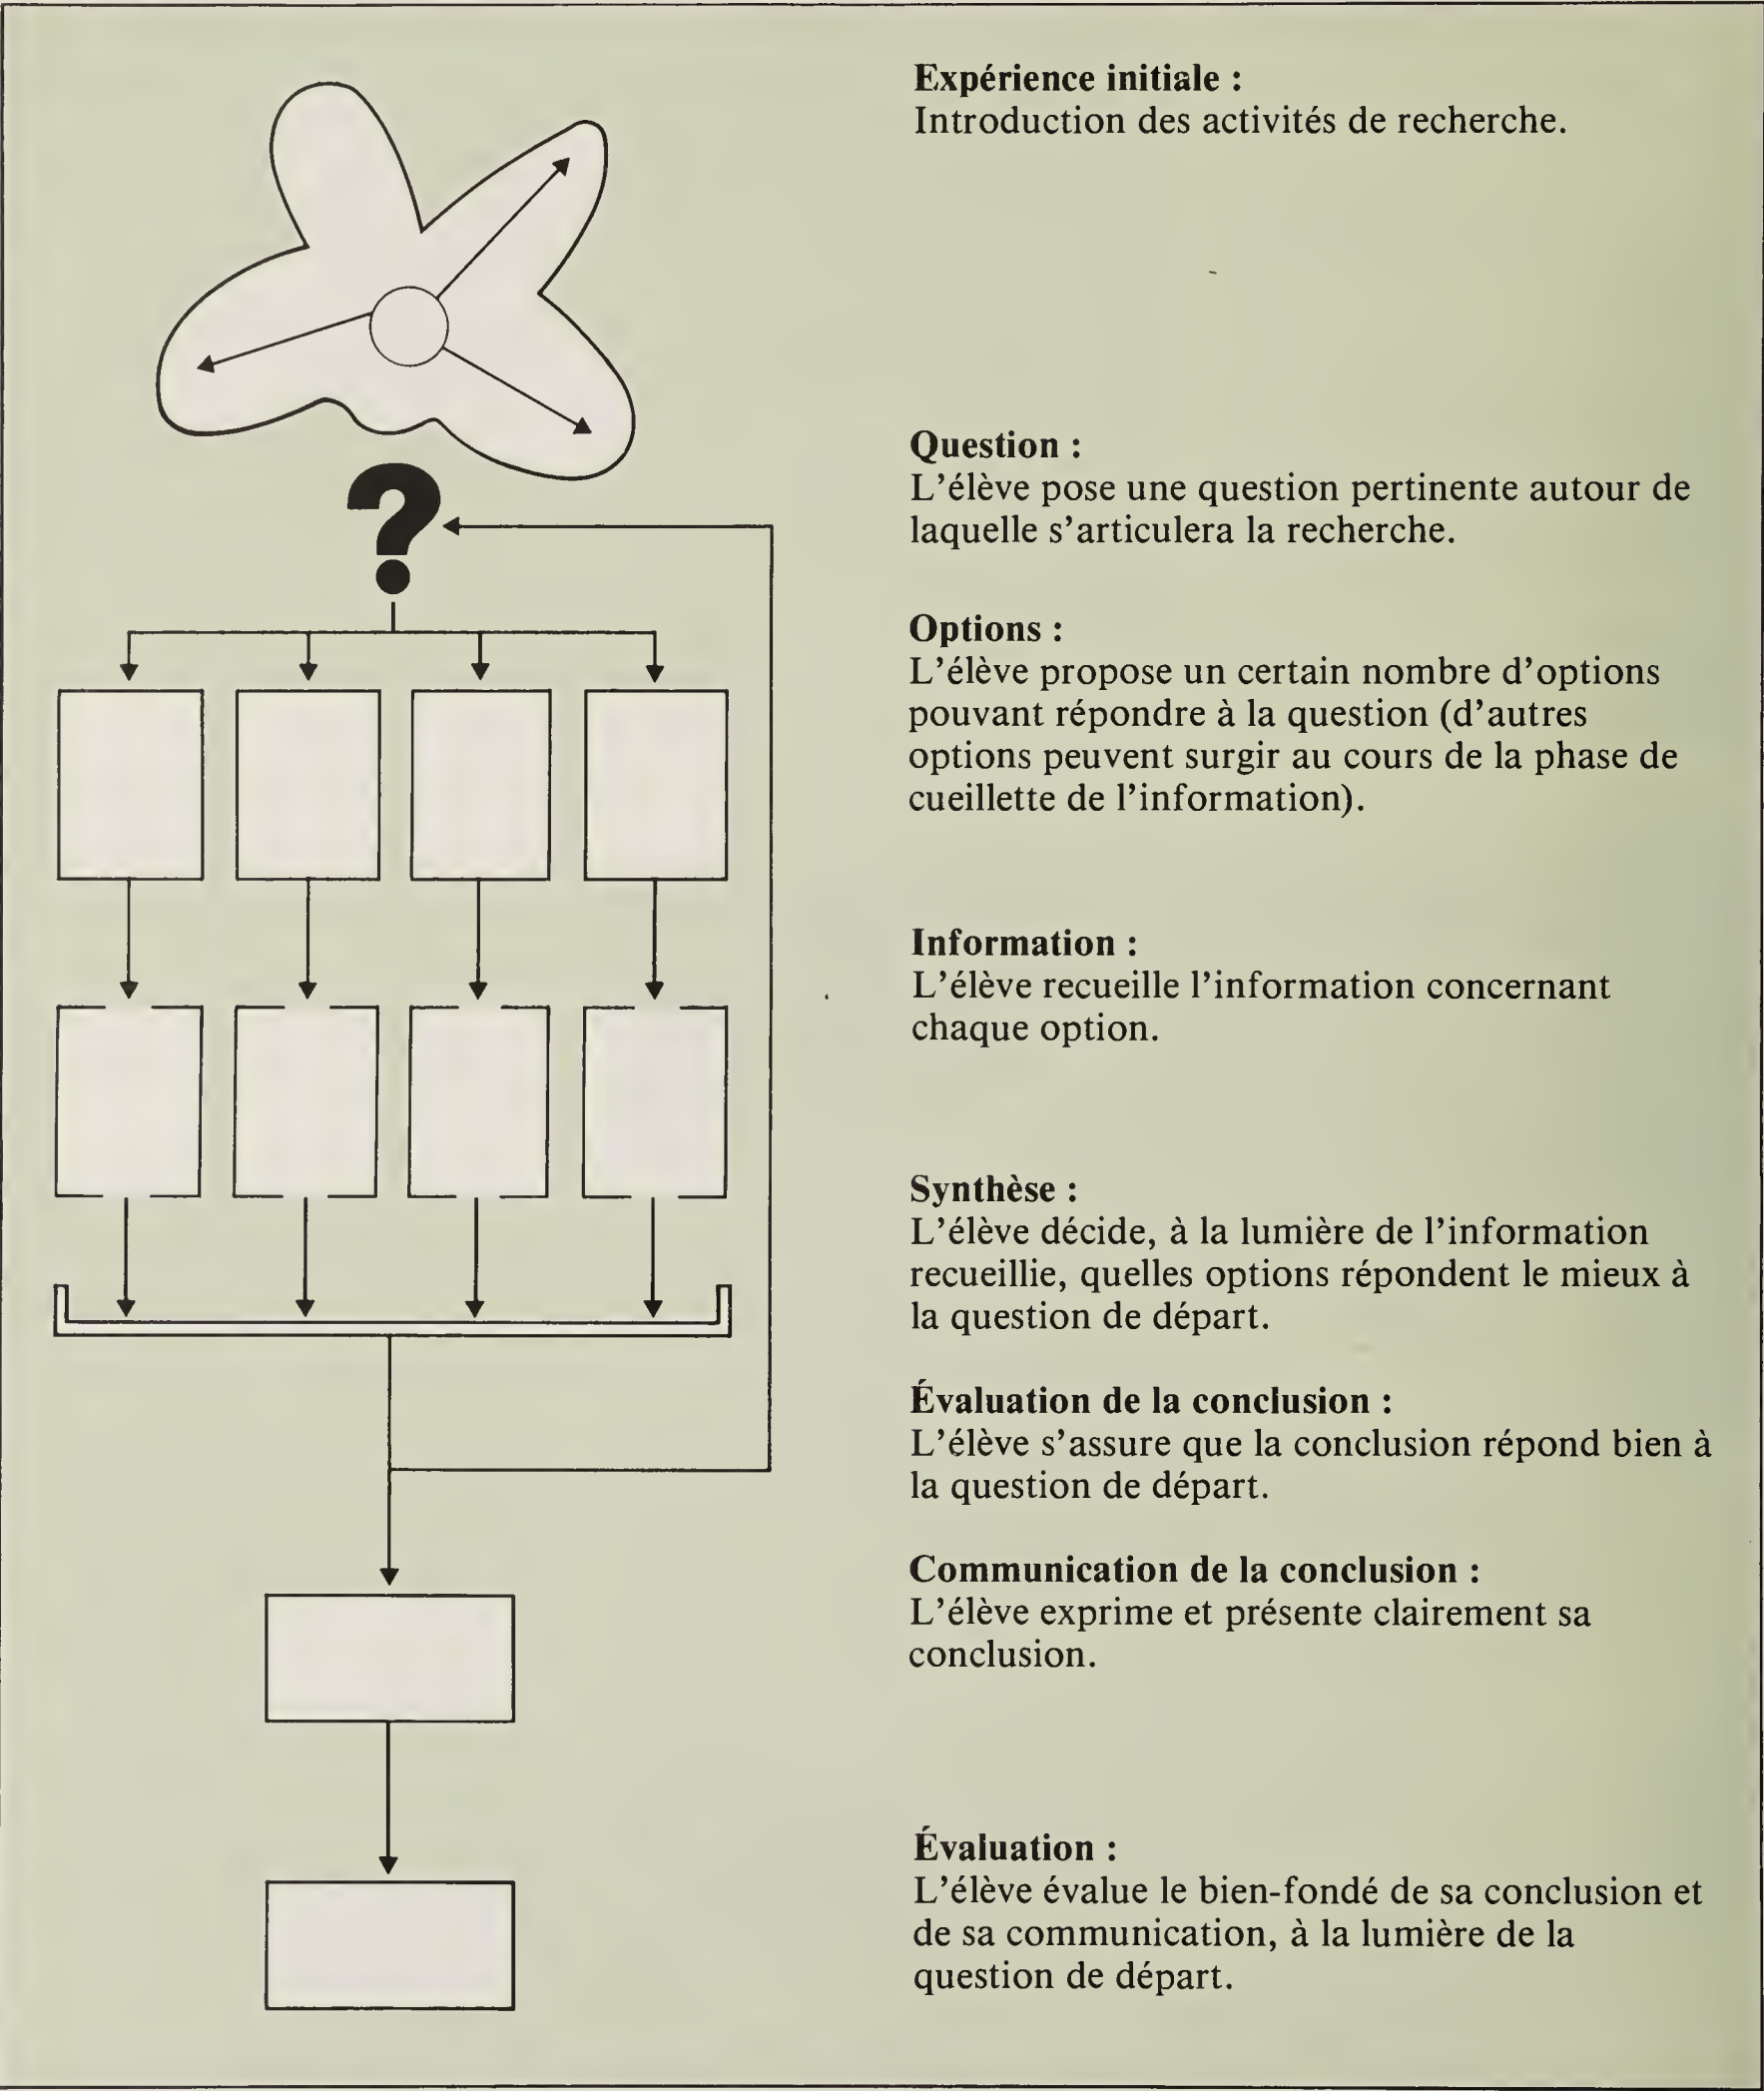 Expérience initiale :
Introduction des activités de recherche.
Question :
L'élève pose une question pertinente autour de
laquelle s'articulera la recherche.
?
Options :
L'élève propose un certain nombre d'options
pouvant répondre à la question (d'autres
options peuvent surgir au cours de la phase de
cueillette de l'information).
Information :
L'élève recueille l'information concernant
chaque option.
Synthèse :
L'élève décide, à la lumière de l'information
recueillie, quelles options répondent le mieux à
la question de départ.
Évaluation de la conclusion :
L'élève s'assure que la conclusion répond bien à
la question de départ.
Communication de la conclusion :
L'élève exprime et présente clairement sa
conclusion.
Évaluation :
L'élève évalue le bien-fondé de sa conclusion et
de sa communication, à la lumière de la
question de départ.